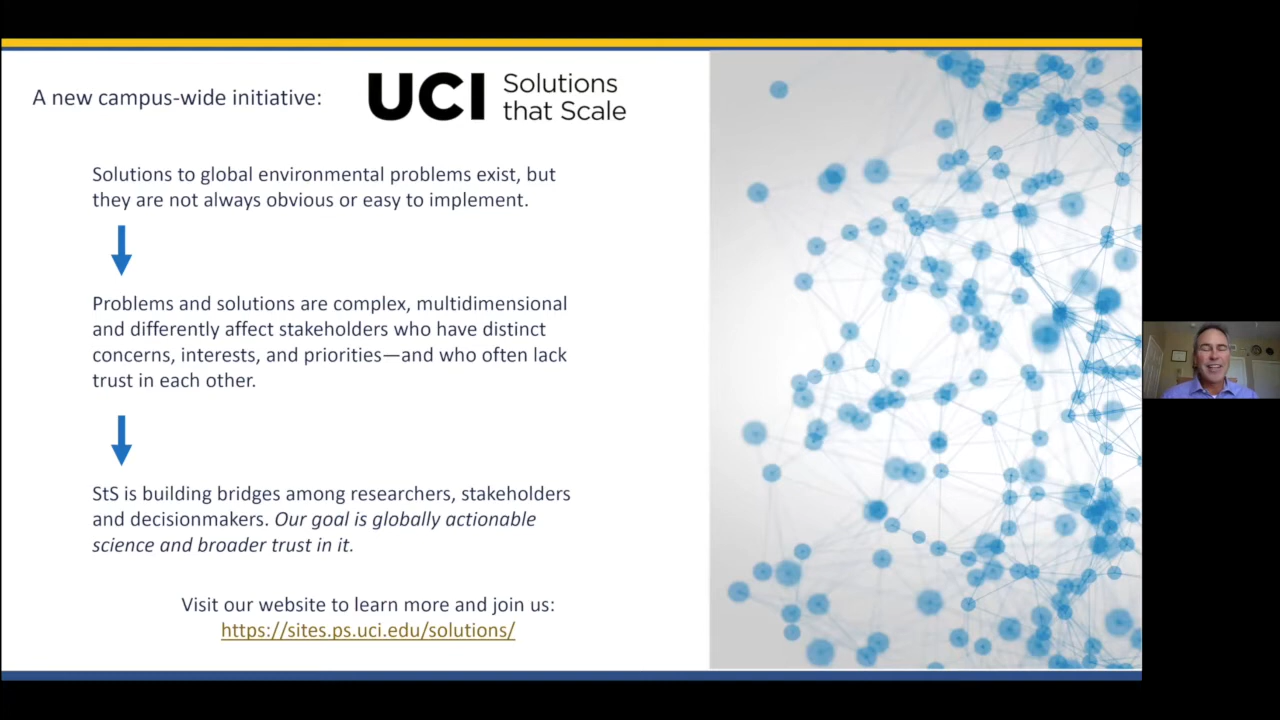 A new campus-wide initiative:
UCI Solutions
that Scale
Solutions to global environmental problems exist, but
they are not always obvious or easy to implement.
Problems and solutions are complex, multidimensional
and differently affect stakeholders who have distinct
concerns, interests, and priorities—and who often lack
trust in each other.
StS is building bridges among researchers, stakeholders
and decisionmakers. Our goal is globally actionable
science and broader trust in it.
Visit our website to learn more and join us:
https://sites.ps.uci.edu/solutions/